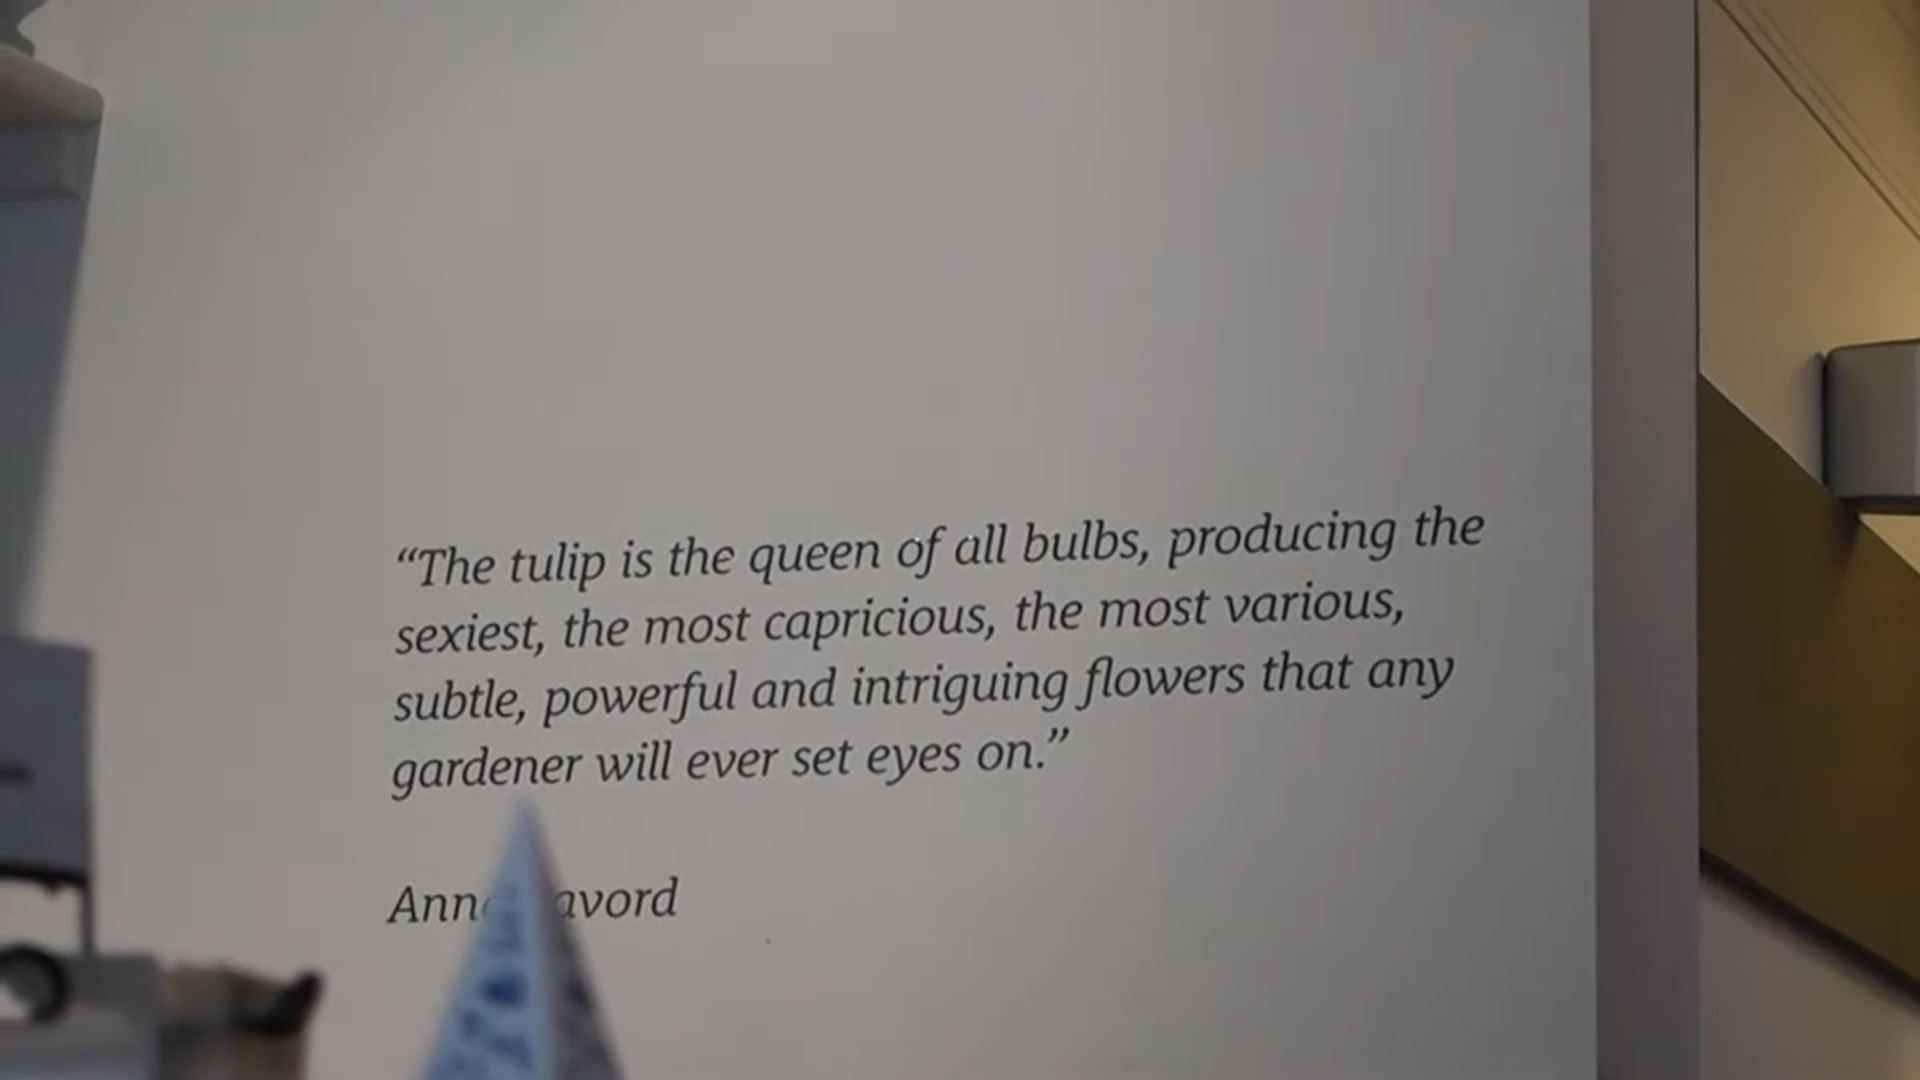 “The tulip is the queen of all bulbs, producing the
sexiest, the most capricious, the most various,
subtle, powerful and intriguing flowers that any
gardener will ever set eyes on.”
Anna